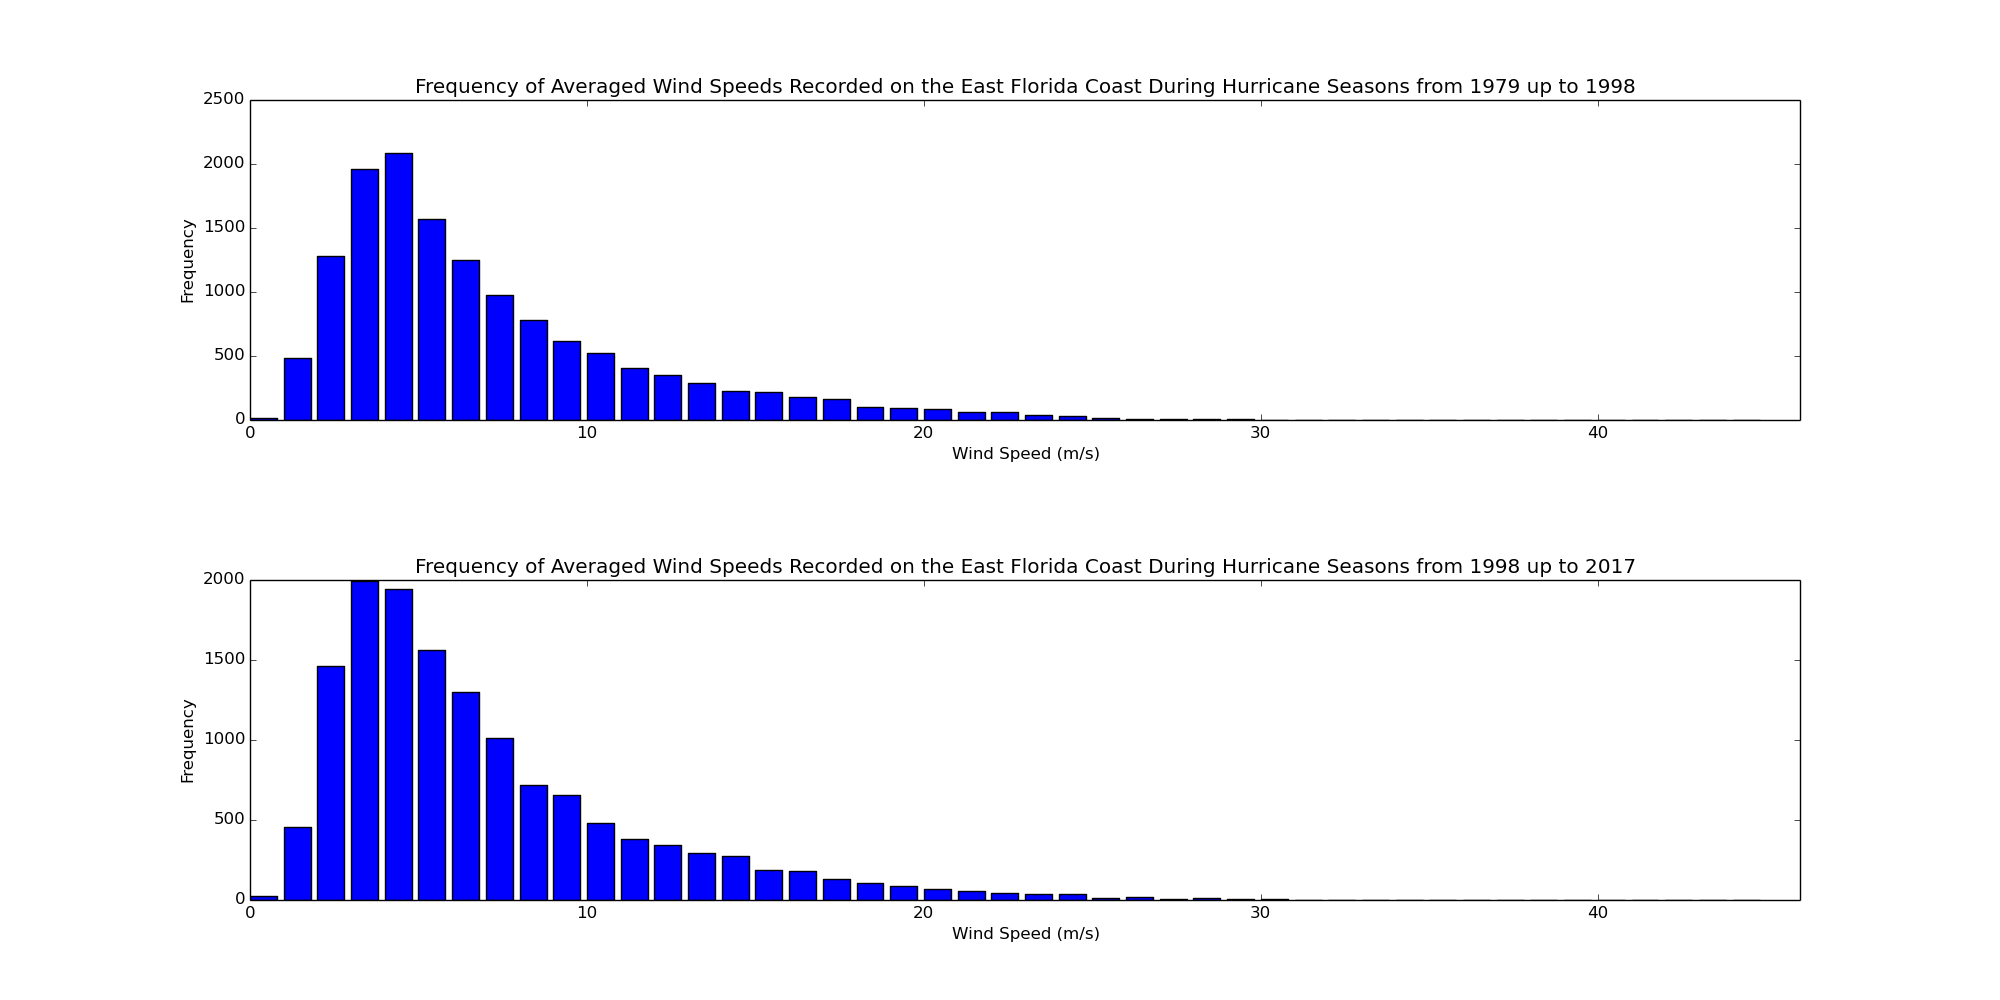 Frequency of Averaged Wind Speeds Recorded on the East Florida Coast During Hurricane Seasons from 1979 up to 1998
2500
2000
1500
1000
500
0
Frequency
0 10 20 30 40
Wind Speed (m/s)
Frequency of Averaged Wind Speeds Recorded on the East Florida Coast During Hurricane Seasons from 1998 up to 2017
2000
1500
1000
500
0
Frequency
0 10 20 30 40
Wind Speed (m/s)